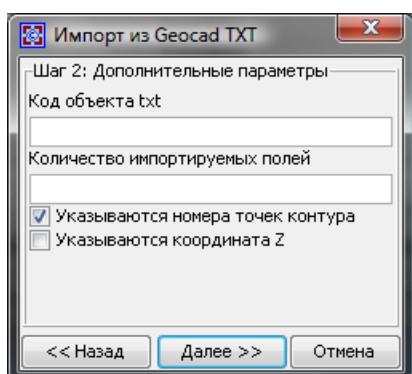 Импорт из Geocad TXT
Шаг 2: Дополнительные параметры
Код объекта txt
Количество импортируемых полей
Указываются номера точек контура
Указываются координата Z
<< Назад
Далее >>
Отмена